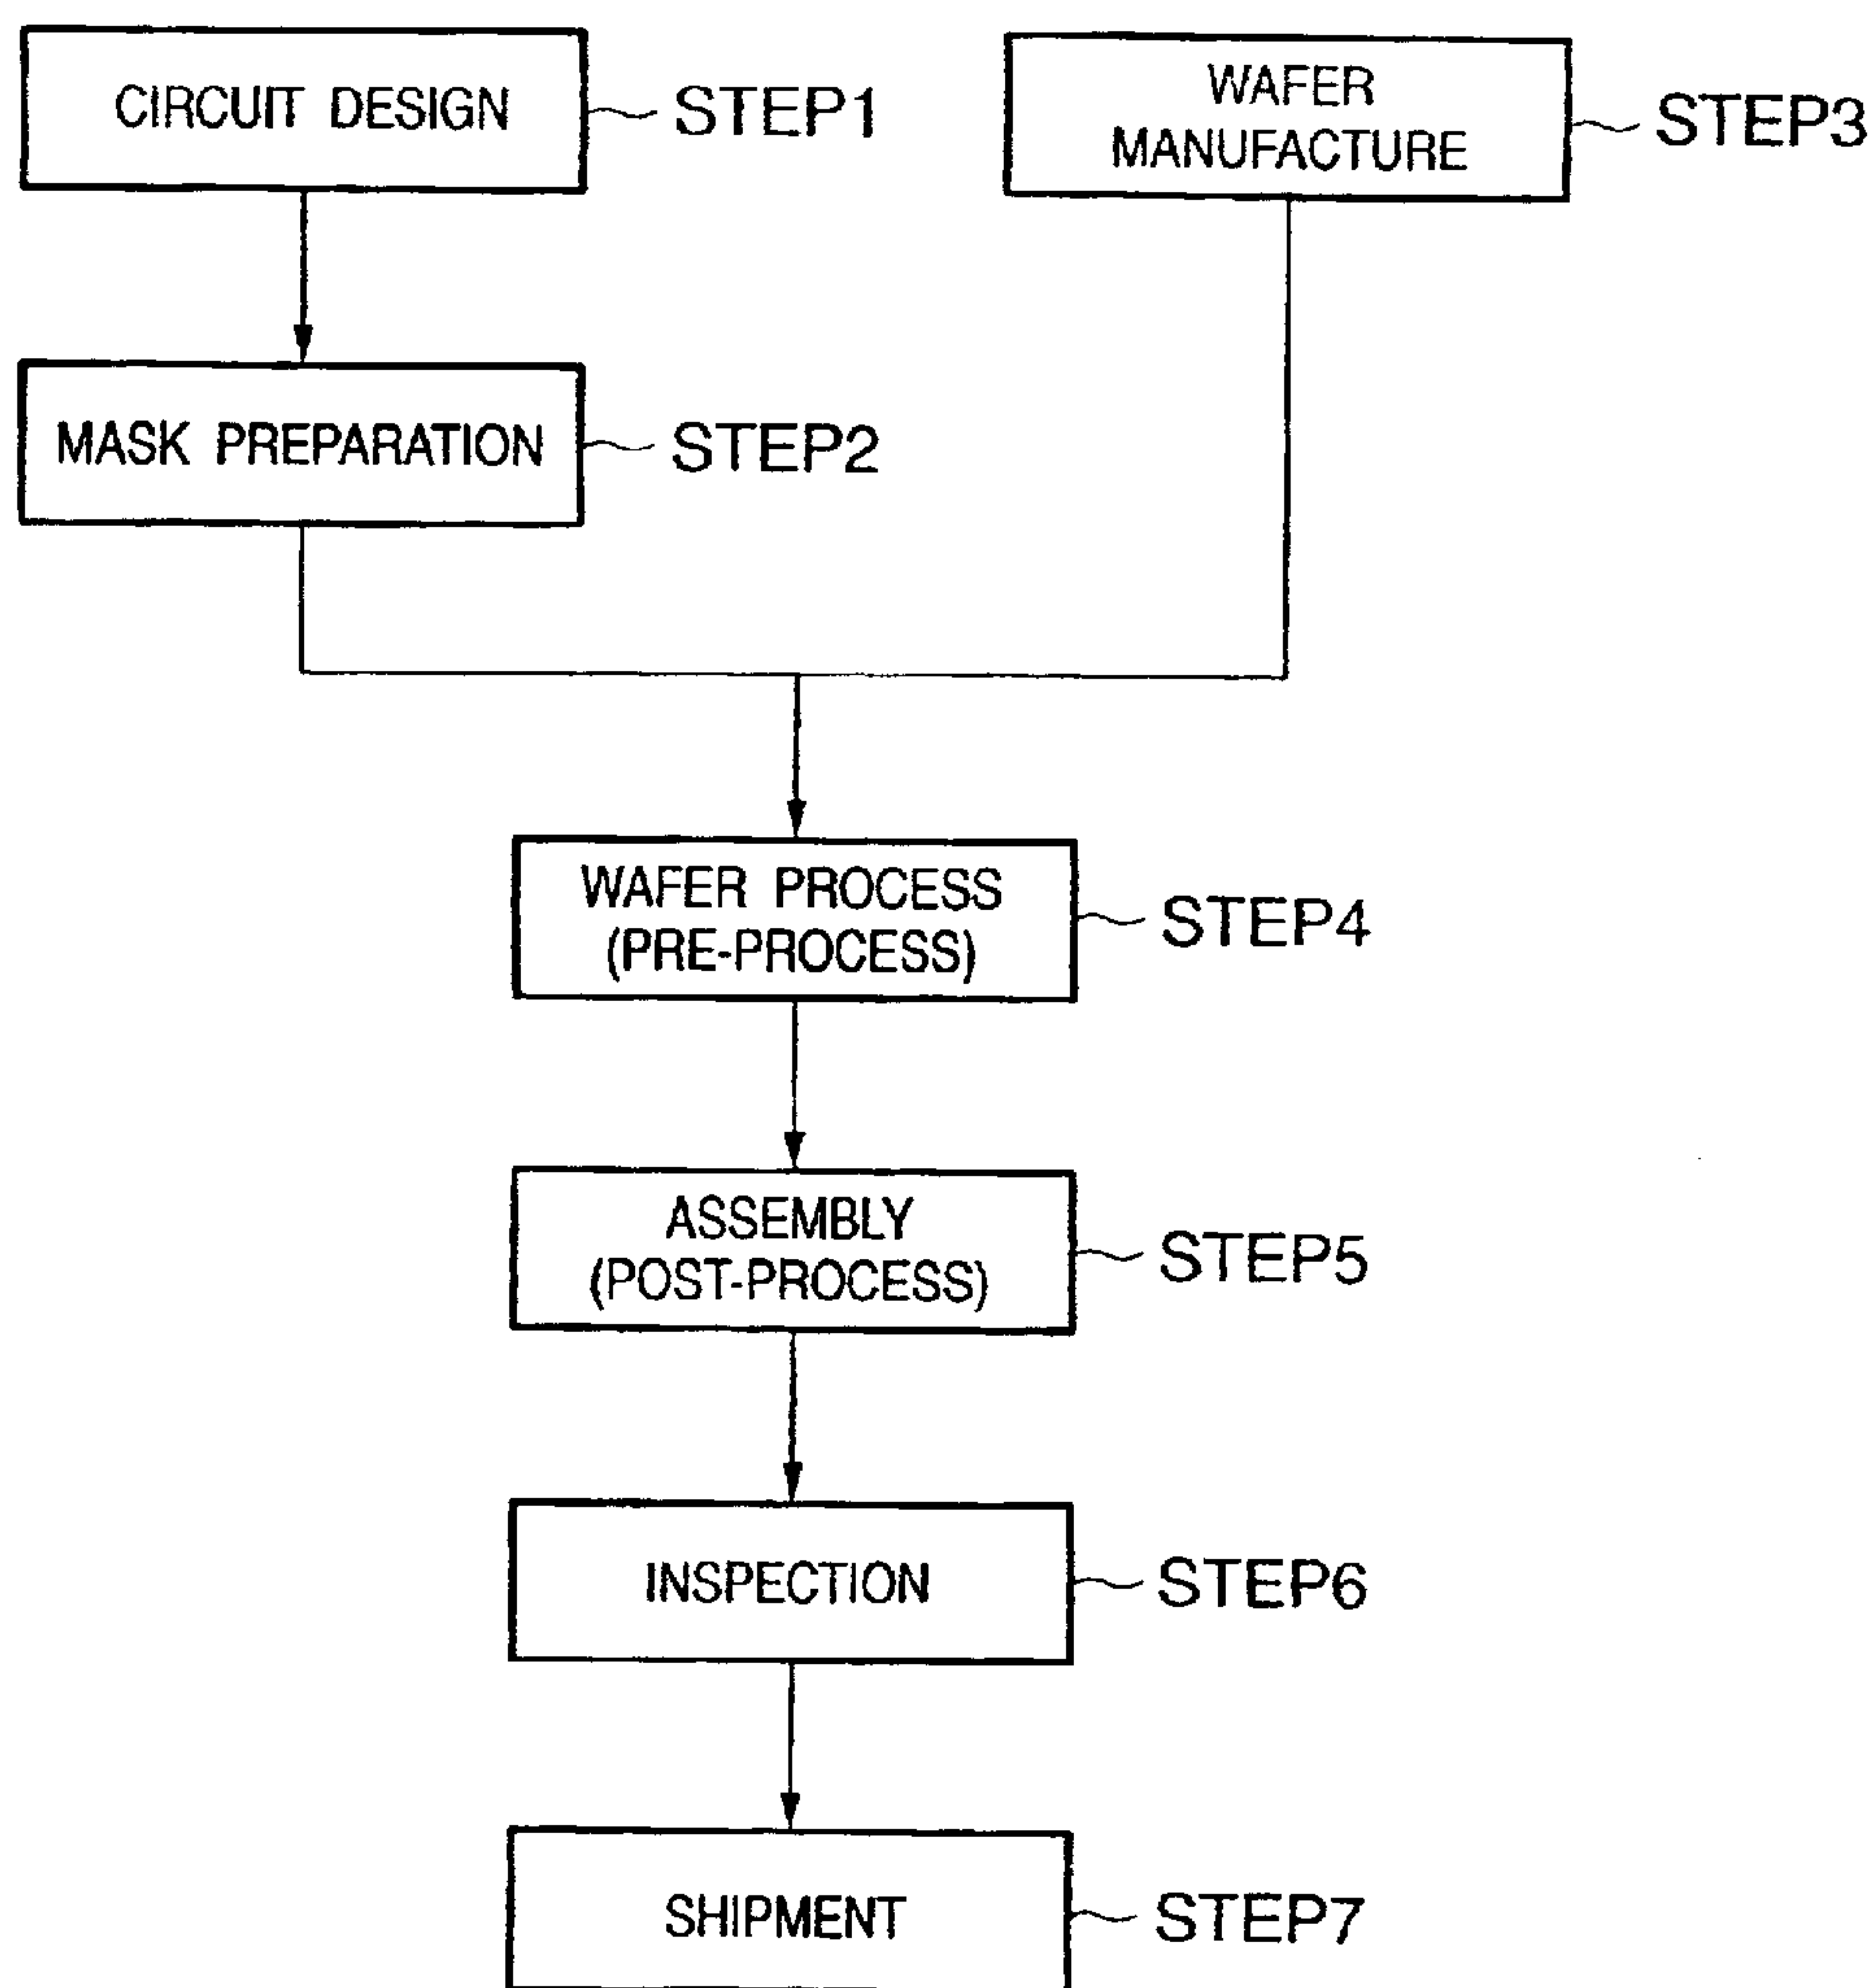 CIRCUIT DESIGN
STEP1
WAFER
MANUFACTURE
STEP3
MASK PREPARATION
STEP2
WAFER PROCESS
(PRE-PROCESS)
STEP4
ASSEMBLY
(POST-PROCESS)
STEP5
INSPECTION
STEP6
SHIPMENT
STEP7